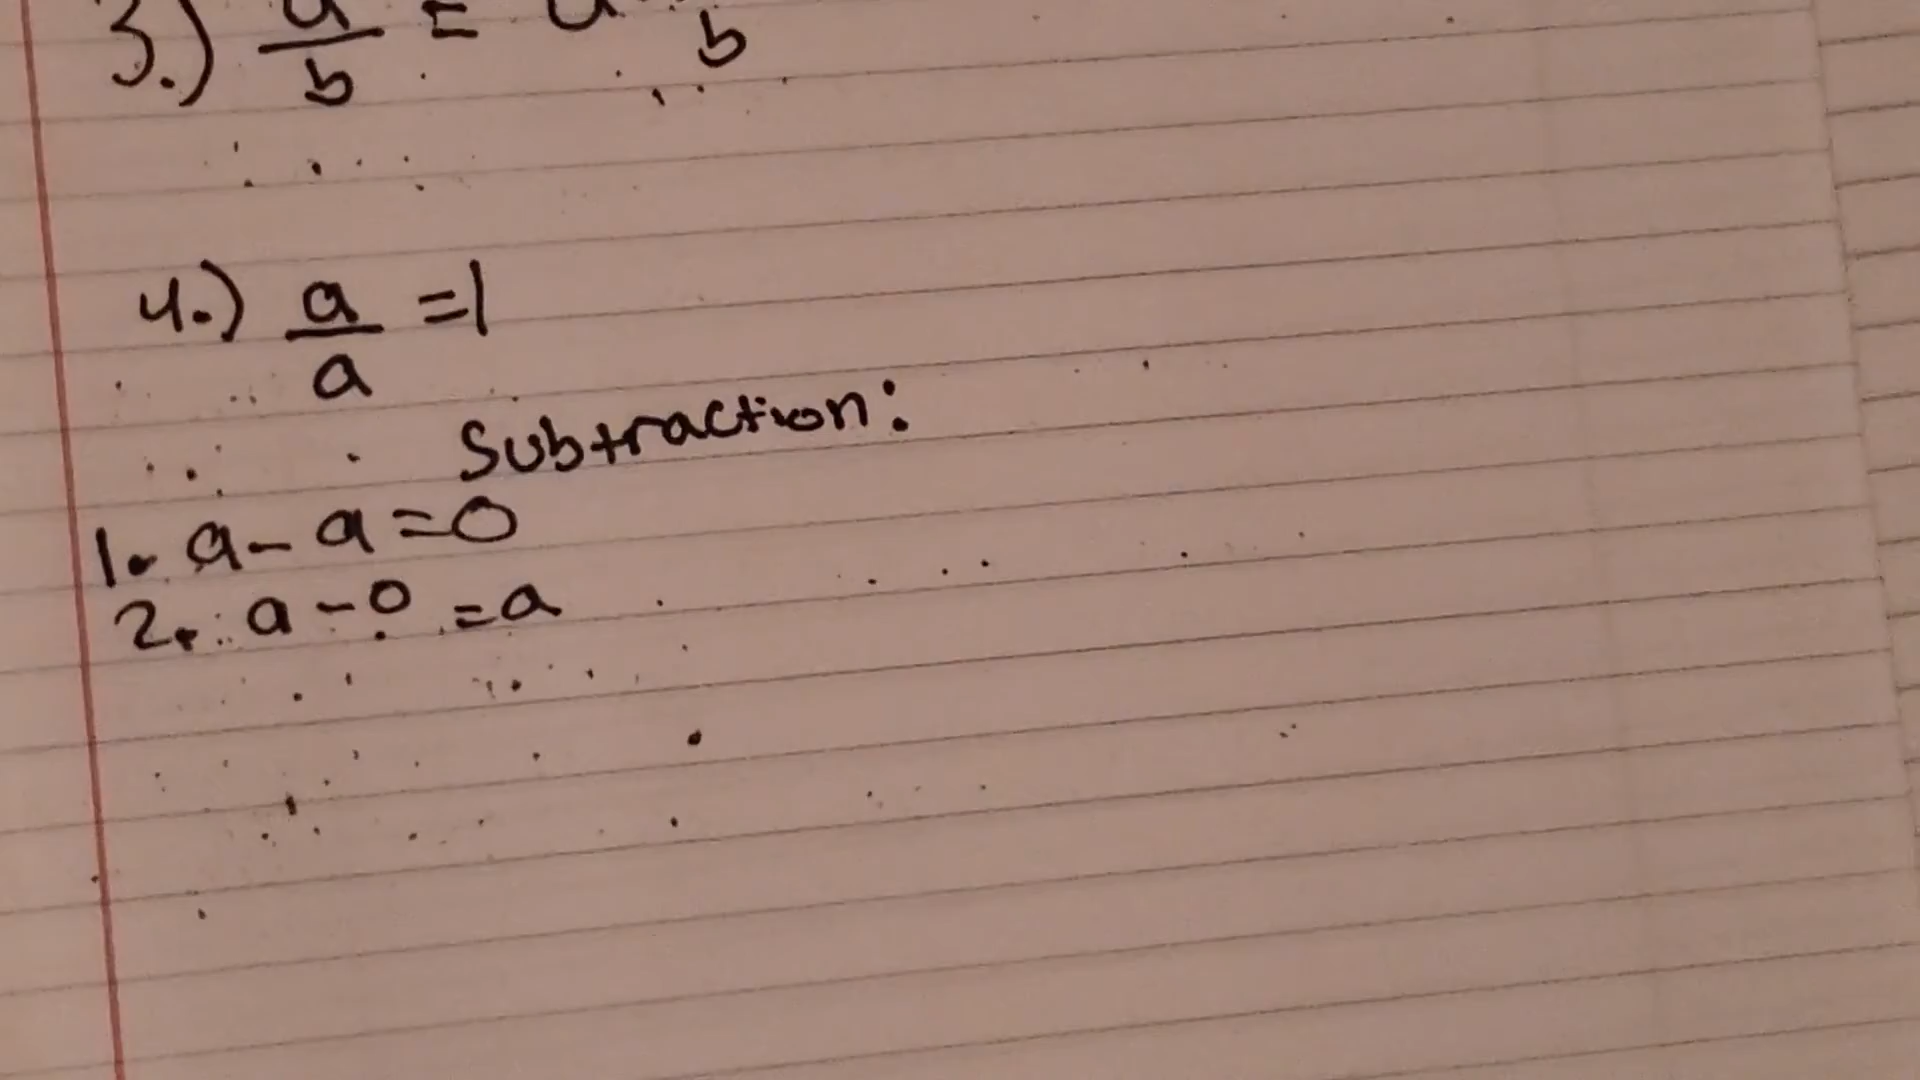 3.) a/b = a b
4.) a/a =1
Subtraction:
1. a- a=0
2. a-0 =a